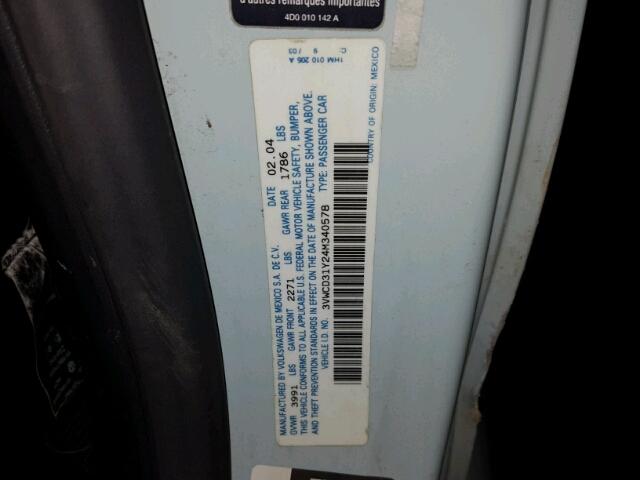 d'autres remarques importantes
4D0 010 142 A
1HM 010 206 A
C: 9 / 03
MANUFACTURED BY VOLKSWAGEN DE MEXICO S.A. DE C.V. DATE 02.04
GVWR 3991 LBS GAWR FRONT 2271 LBS GAWR REAR 1786 LBS
THIS VEHICLE CONFORMS TO ALL APPLICABLE U.S. FEDERAL MOTOR VEHICLE SAFETY, BUMPER,
AND THEFT PREVENTION STANDARDS IN EFFECT ON THE DATE OF MANUFACTURE SHOWN ABOVE.
VEHICLE I.D. NO. 3VWCD31Y24M340578 TYPE: PASSENGER CAR
COUNTRY OF ORIGIN: MEXICO